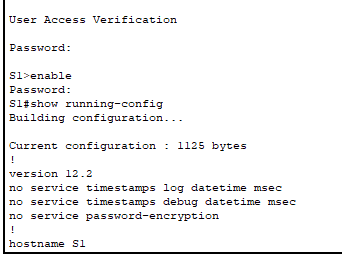 User Access Verification
Password:
S1>enable
Password:
S1#show running-config
Building configuration...
Current configuration : 1125 bytes
!
version 12.2
no service timestamps log datetime msec
no service timestamps debug datetime msec
no service password-encryption
!
hostname S1